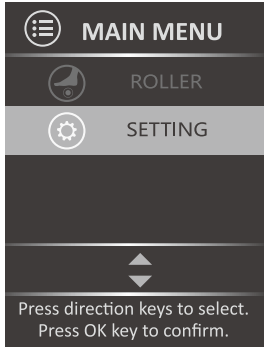 MAIN MENU
ROLLER
SETTING
Press direction keys to select.
Press OK key to confirm.